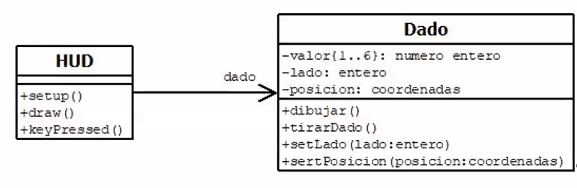 HUD
+setup()
+draw()
+keyPressed()
dado
Dado
-valor{1..6}: numero entero
-lado: entero
-posicion: coordenadas
+dibujar()
+tirarDado()
+setLado(lado:entero)
+sertPosicion(posicion:coordenadas)